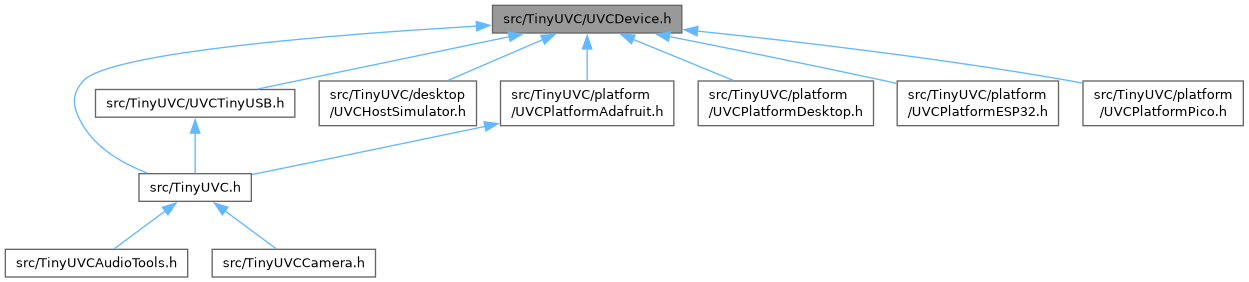 src/TinyUVC/UVCDevice.h
src/TinyUVC/UVCTinyUSB.h
src/TinyUVC/desktop
/UVCHostSimulator.h
src/TinyUVC/platform
/UVCPlatformAdafruit.h
src/TinyUVC/platform
/UVCPlatformDesktop.h
src/TinyUVC/platform
/UVCPlatformESP32.h
src/TinyUVC/platform
/UVCPlatformPico.h
src/TinyUVC.h
src/TinyUVCAudioTools.h
src/TinyUVCCamera.h